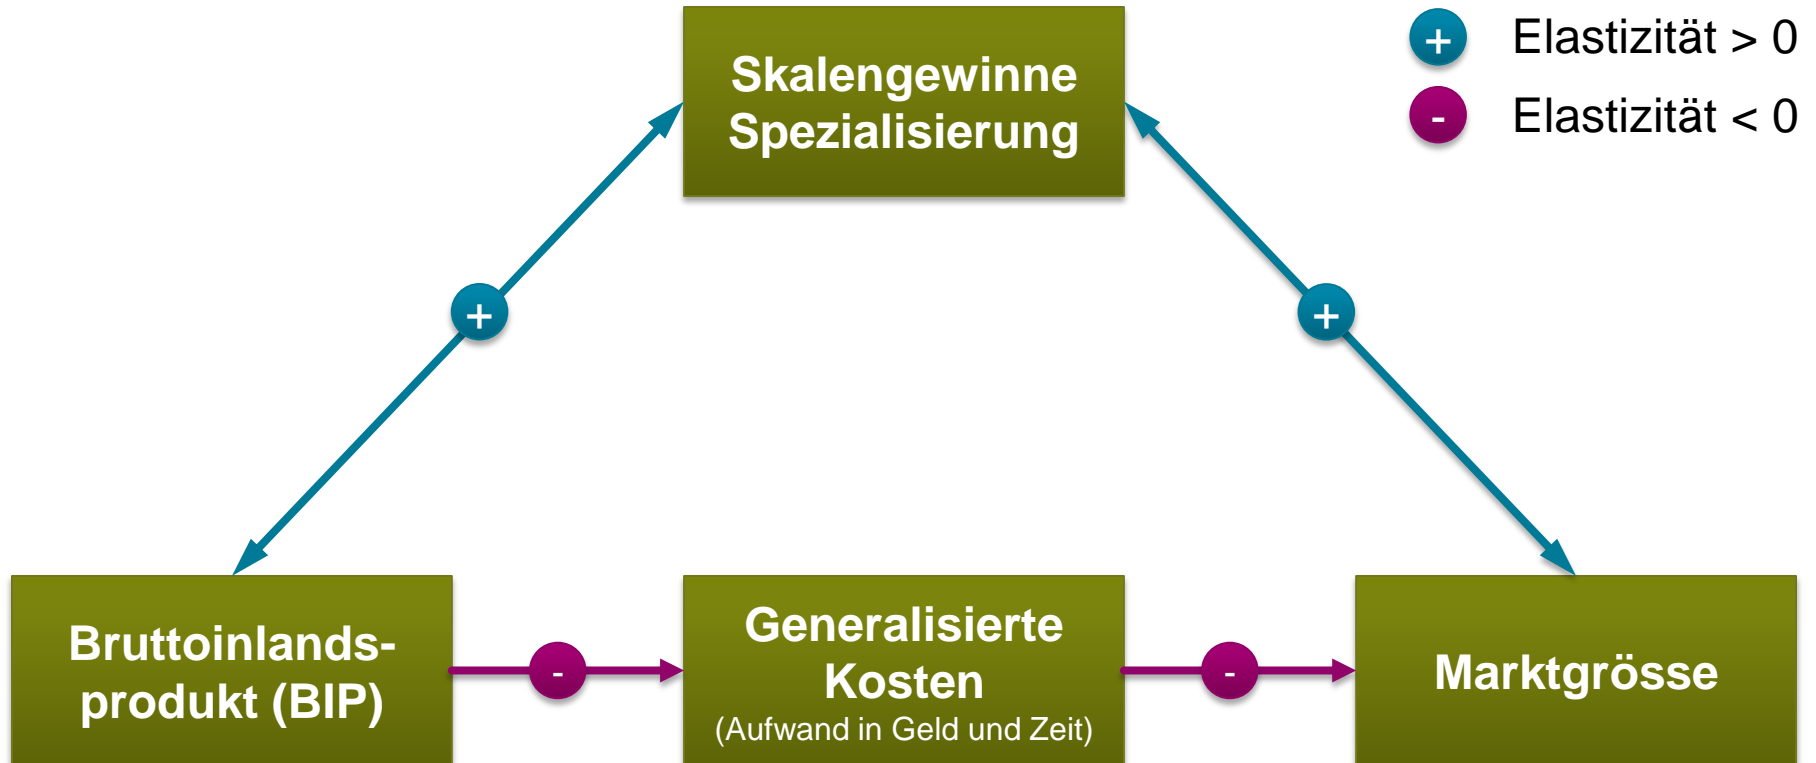 Skalengewinne
Spezialisierung
+ Elastizität > 0
- Elastizität < 0
+
+
Bruttoinlands-
produkt (BIP)
-
Generalisierte
Kosten
(Aufwand in Geld und Zeit)
-
Marktgrösse